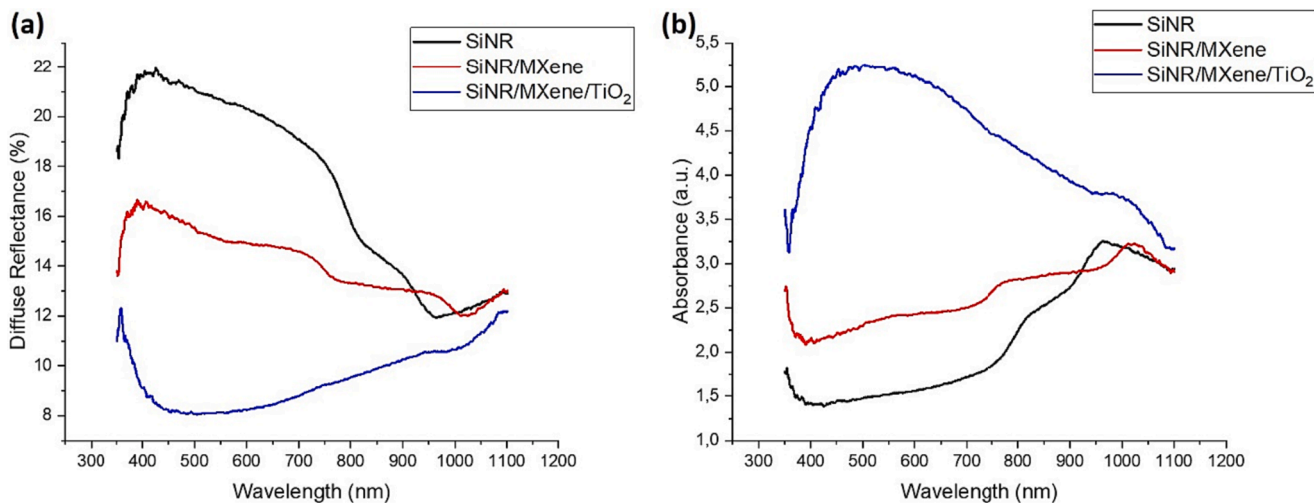 (a)
SiNR
SiNR/MXene
SiNR/MXene/TiO₂
Diffuse Reflectance (%)
22
20
18
16
14
12
10
8
300 400 500 600 700 800 900 1000 1100 1200
Wavelength (nm)
(b)
SiNR
SiNR/MXene
SiNR/MXene/TiO₂
Absorbance (a.u.)
5,5
5,0
4,5
4,0
3,5
3,0
2,5
2,0
1,5
1,0
300 400 500 600 700 800 900 1000 1100 1200
Wavelength (nm)